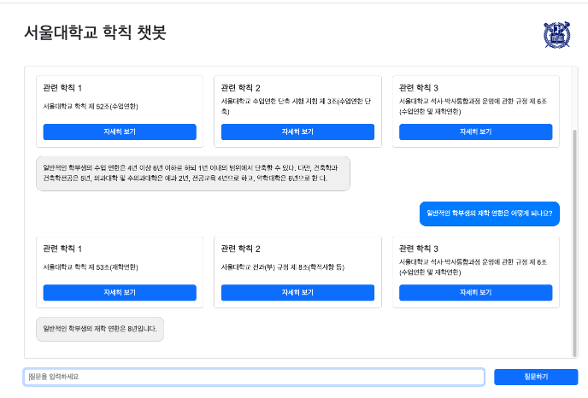 서울대학교 학칙 챗봇
관련 학칙 1
서울대학교 학칙 제 52조(수업연한)
자세히 보기
관련 학칙 2
서울대학교 수업연한 단축 시행 지침 제 3조(수업연한 단
축)
자세히 보기
관련 학칙 3
서울대학교 석사·박사통합과정 운영에 관한 규정 제 6조
(수업연한 및 재학연한)
자세히 보기
일반적인 학부생의 수업 연한은 4년 이상 6년 이하로 하되 1년 이내의 범위에서 단축할 수 있다. 다만, 건축학과
건축학전공은 5년, 의과대학 및 수의과대학은 예과 2년, 전공교육 4년으로 하고, 약학대학은 6년으로 한 다.
일반적인 학부생의 재학 연한은 어떻게 되나요?
관련 학칙 1
서울대학교 학칙 제 53조(재학연한)
자세히 보기
관련 학칙 2
서울대학교 전과(부) 규정 제 8조(학적사항 등)
자세히 보기
관련 학칙 3
서울대학교 석사·박사통합과정 운영에 관한 규정 제 6조
(수업연한 및 재학연한)
자세히 보기
일반적인 학부생의 재학 연한은 8년입니다.
질문을 입력하세요
질문하기